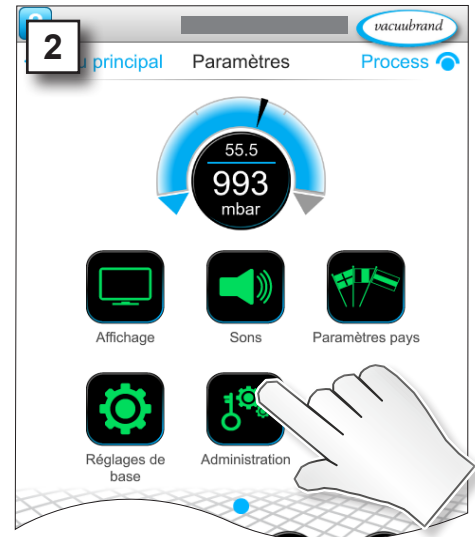 2
vacuubrand
principal Paramètres Process
55.5
993
mbar
Affichage Sons Paramètres pays
Réglages de base Administration